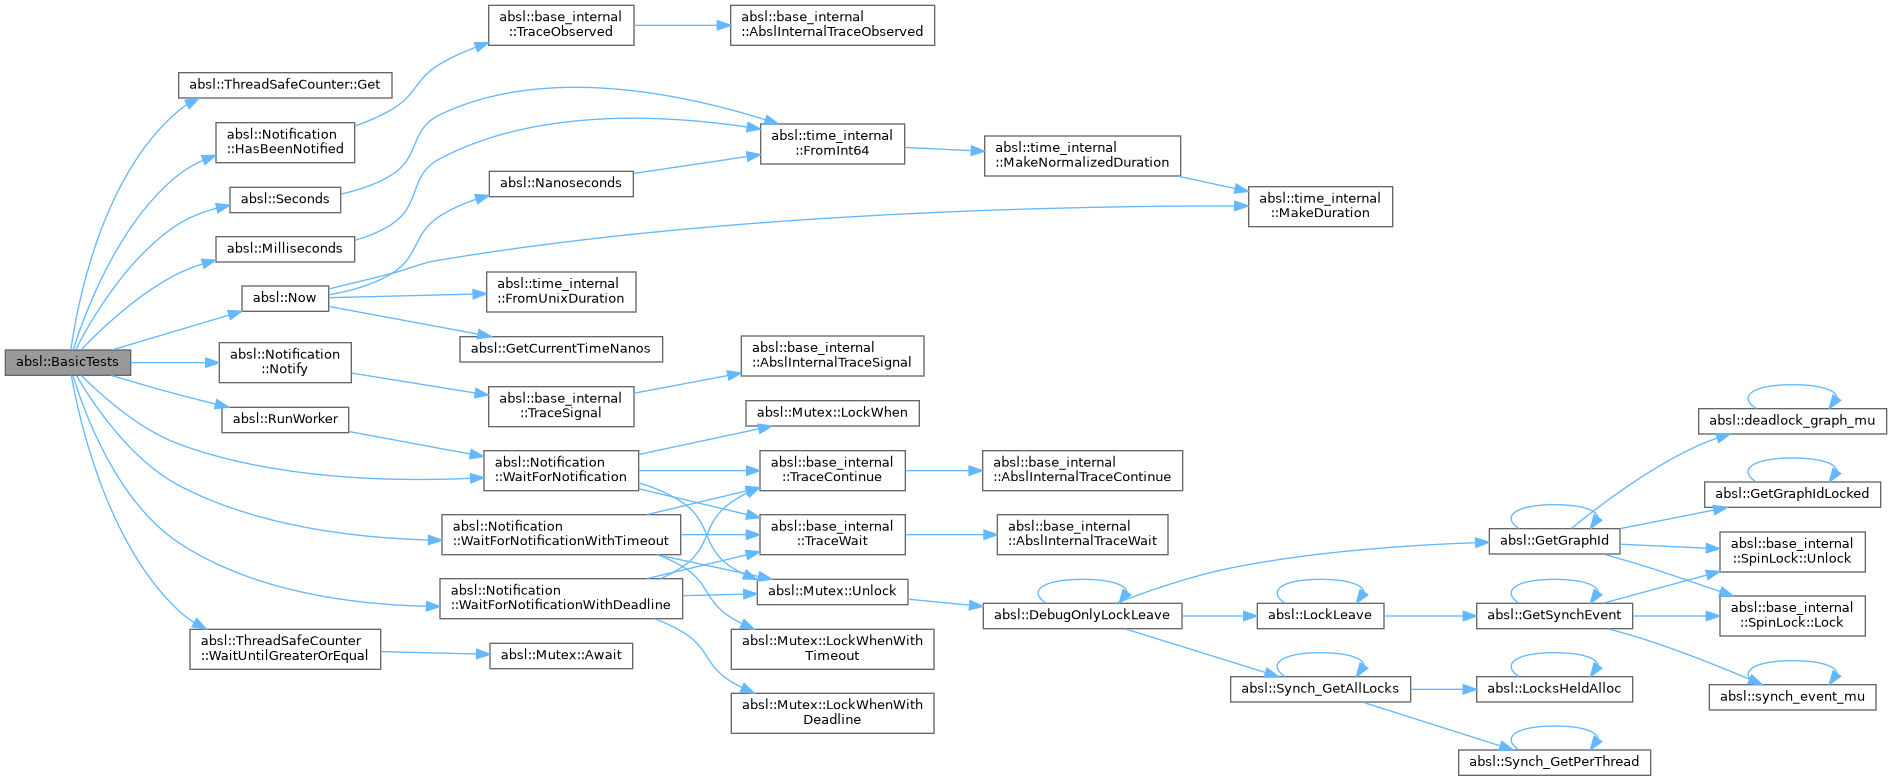 absl::BasicTests
absl::ThreadSafeCounter::Get
absl::Notification
::HasBeenNotified
absl::Seconds
absl::Milliseconds
absl::Now
absl::Notification
::Notify
absl::RunWorker
absl::ThreadSafeCounter
::WaitUntilGreaterOrEqual
absl::base_internal
::TraceObserved
absl::Nanoseconds
absl::time_internal
::FromUnixDuration
absl::GetCurrentTimeNanos
absl::base_internal
::TraceSignal
absl::Notification
::WaitForNotification
absl::Notification
::WaitForNotificationWithTimeout
absl::Notification
::WaitForNotificationWithDeadline
absl::Mutex::Await
absl::base_internal
::AbslInternalTraceObserved
absl::time_internal
::FromInt64
absl::base_internal
::AbslInternalTraceSignal
absl::Mutex::LockWhen
absl::base_internal
::TraceContinue
absl::base_internal
::TraceWait
absl::Mutex::Unlock
absl::Mutex::LockWhenWith
Timeout
absl::Mutex::LockWhenWith
Deadline
absl::time_internal
::MakeNormalizedDuration
absl::base_internal
::AbslInternalTraceContinue
absl::base_internal
::AbslInternalTraceWait
absl::DebugOnlyLockLeave
absl::time_internal
::MakeDuration
absl::LockLeave
absl::Synch_GetAllLocks
absl::GetGraphId
absl::GetSynchEvent
absl::LocksHeldAlloc
absl::Synch_GetPerThread
absl::deadlock_graph_mu
absl::GetGraphIdLocked
absl::base_internal
::SpinLock::Unlock
absl::base_internal
::SpinLock::Lock
absl::synch_event_mu